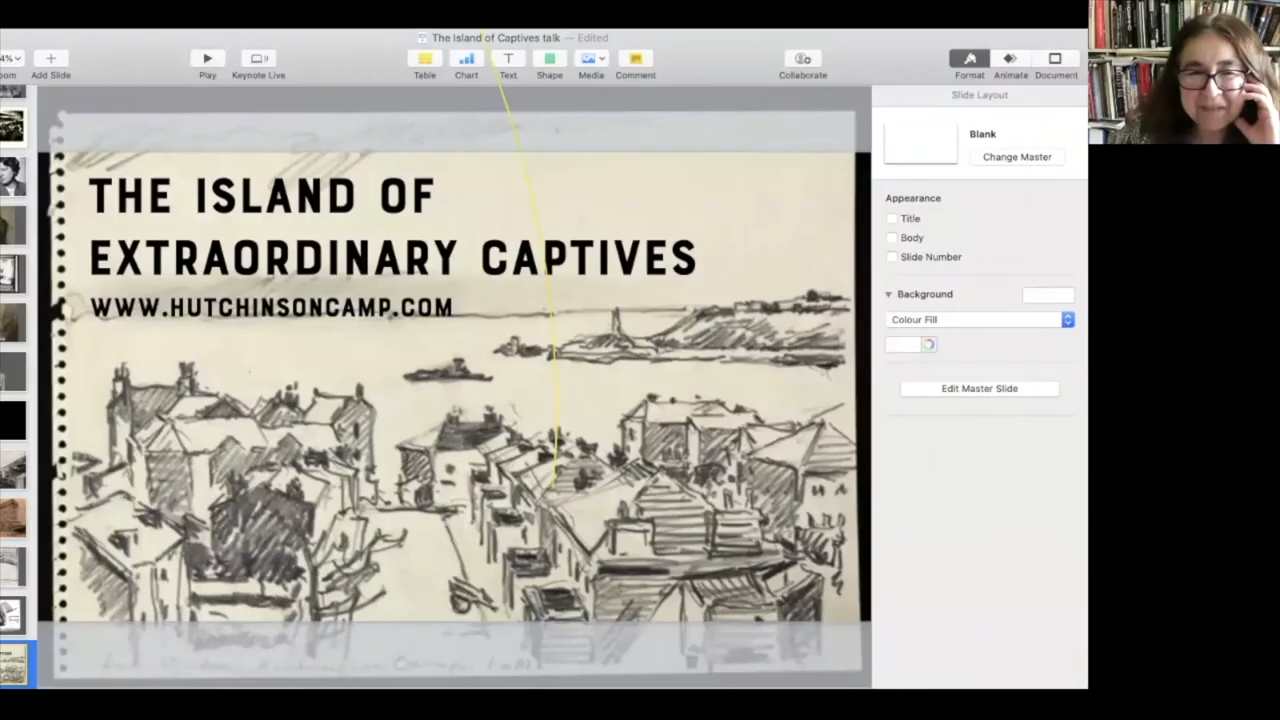 The Island of Captives talk — Edited
4%
oom
Add Slide
Play
Keynote Live
Table
Chart
Text
Shape
Media
Comment
Collaborate
Format
Animate
Document
Slide Layout
Blank
Change Master
Appearance
Title
Body
Slide Number
Background
Colour Fill
Edit Master Slide
THE ISLAND OF
EXTRAORDINARY CAPTIVES
WWW.HUTCHINSONCAMP.COM